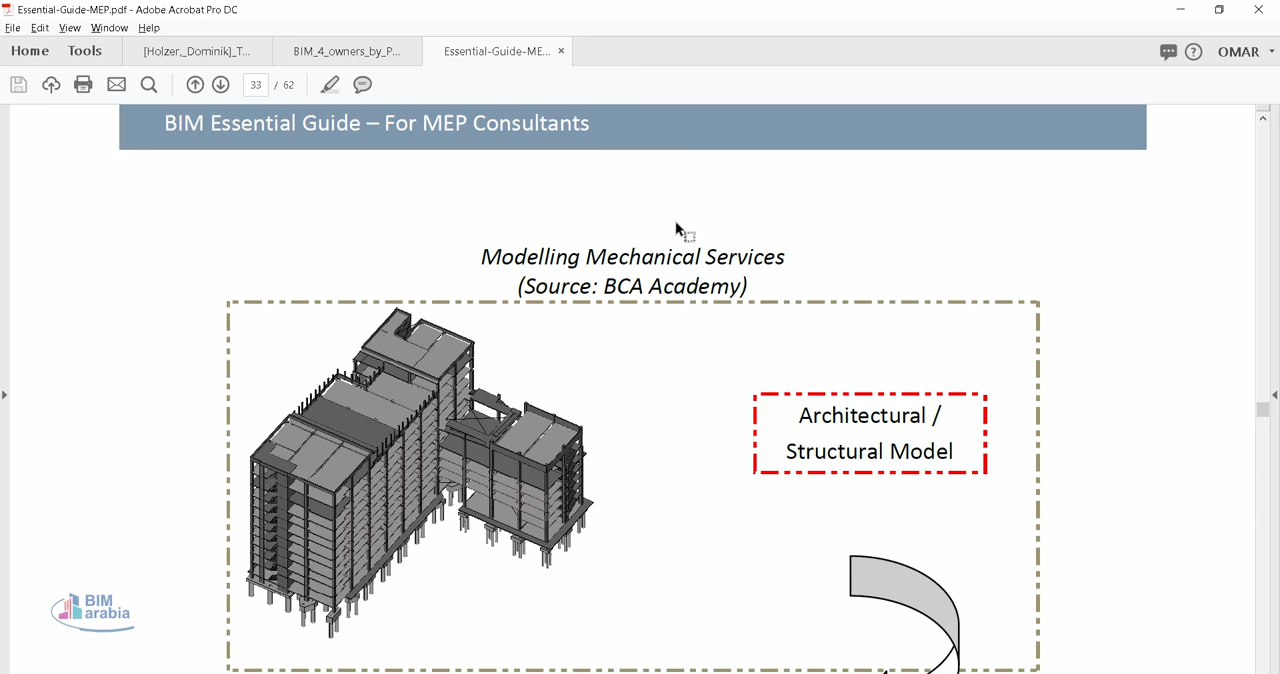 Essential-Guide-MEP.pdf - Adobe Acrobat Pro DC
File Edit View Window Help
Home Tools [Holzer,_Dominik]_T... BIM_4_owners_by_P... Essential-Guide-ME... × OMAR
33 / 62
BIM Essential Guide – For MEP Consultants
Modelling Mechanical Services
(Source: BCA Academy)
Architectural /
Structural Model
BIM
arabia